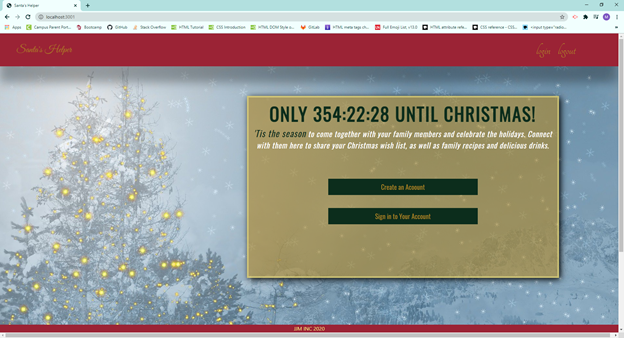 Santa's Helper
localhost:3001
Apps
Campus Parent Port...
Bootcamp
GitHub
Stack Overflow
HTML Tutorial
CSS Introduction
HTML DOM Style o...
GitLab
HTML meta tags ch...
Full Emoji List, v13.0
HTML attribute refe...
CSS reference - CSS...
Santa's Helper
login logout
ONLY 354:22:28 UNTIL CHRISTMAS!
'Tis the season to come together with your family members and celebrate the holidays, Connect
with them here to share your Christmas wish list, as well as family recipes and delicious drinks.
Create an Account
Sign in to Your Account
IIM INC 2020